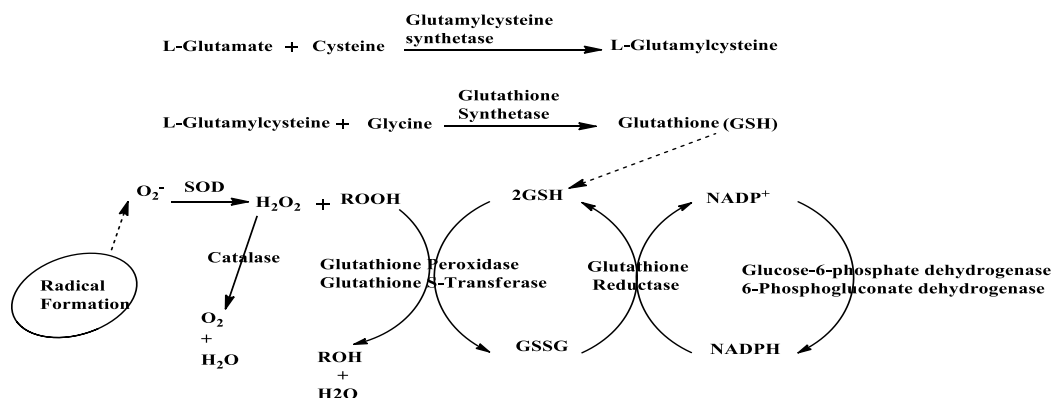 Glutamylcysteine
synthetase
L-Glutamate + Cysteine L-Glutamylcysteine
Glutathione
Synthetase
L-Glutamylcysteine + Glycine Glutathione (GSH)
O₂⁻ SOD H₂O₂ + ROOH 2GSH NADP⁺
Catalase
Glutathione Peroxidase
Glutathione S-Transferase
Glutathione
Reductase
Glucose-6-phosphate dehydrogenase
6-Phosphogluconate dehydrogenase
Radical
Formation
O₂
+
H₂O
ROH
+
H2O
GSSG
NADPH